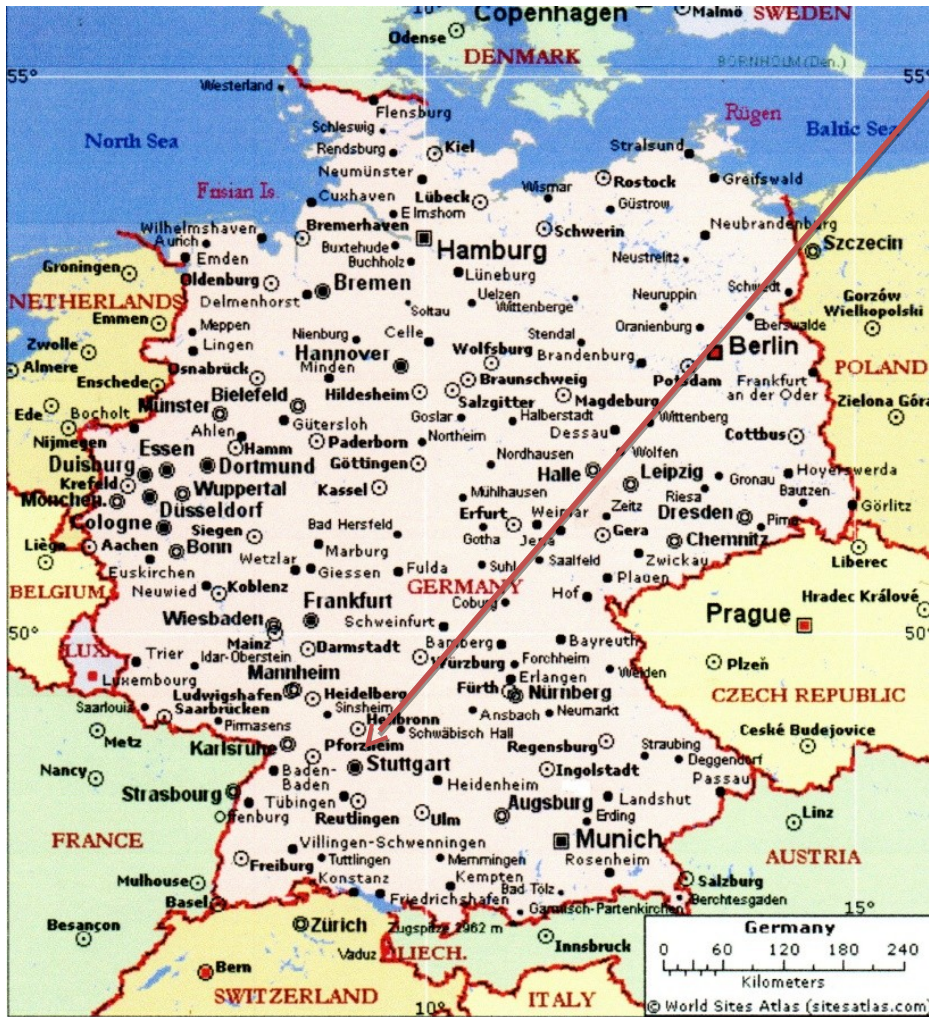 Copenhagen
Malmö
SWEDEN
Odense
DENMARK
BORNHOLM (Den.)
10°
55°
55°
Westerland
Flensburg
Schleswig
Rügen
North Sea
Baltic Sea
Rendsburg
Kiel
Stralsund
Neumünster
Frisian Is.
Cuxhaven
Lübeck
Wismar
Rostock
Greifswald
Elmshorn
Güstrow
Wilhelmshaven
Bremerhaven
Schwerin
Neubrandenburg
Aurich
Buxtehude
Hamburg
Szczecin
Emden
Buchholz
Neustrelitz
Groningen
Oldenburg
Bremen
Lüneburg
NETHERLANDS
Delmenhorst
Uelzen
Wittenberge
Neuruppin
Schwedt
Gorzów
Wielkopolski
Soltau
Emmen
Meppen
Nienburg
Celle
Stendal
Oranienburg
Eberswalde
Zwolle
Lingen
Hannover
Wolfsburg
Brandenburg
Berlin
Almere
Osnabrück
Minden
Potsdam
POLAND
Enschede
Braunschweig
Frankfurt
an der Oder
Bielefeld
Hildesheim
Salzgitter
Magdeburg
Ede
Bocholt
Münster
Gütersloh
Goslar
Halberstadt
Wittenberg
Zielona Góra
Nijmegen
Ahlen
Hamm
Paderborn
Northeim
Dessau
Cottbus
Essen
Duisburg
Dortmund
Göttingen
Nordhausen
Halle
Wolfen
Leipzig
Hoyerswerda
Krefeld
Wuppertal
Kassel
Mühlhausen
Riesa
Gronau
Bautzen
Mönchen.
Düsseldorf
Zeitz
Görlitz
Cologne
Siegen
Bad Hersfeld
Erfurt
Weimar
Dresden
Liège
Aachen
Bonn
Wetzlar
Marburg
Gotha
Jena
Gera
Pirna
Chemnitz
Euskirchen
Giessen
Fulda
Suhl
Saalfeld
Zwickau
Liberec
BELGIUM
Neuwied
Koblenz
GERMANY
Plauen
Frankfurt
Coburg
Hof
Hradec Králové
Wiesbaden
Schweinfurt
Prague
50°
LUX.
Mainz
Darmstadt
Bamberg
Bayreuth
Trier
Idar-Oberstein
Würzburg
Forchheim
Plzeň
Luxembourg
Mannheim
Erlangen
Weiden
Ludwigshafen
Heidelberg
Fürth
Nürnberg
CZECH REPUBLIC
Saarlouis
Saarbrücken
Sinsheim
Ansbach
Neumarkt
Pirmasens
Heilbronn
Metz
Karlsruhe
Schwäbisch Hall
Regensburg
Straubing
Ceské Budejovice
Pforzheim
Deggendorf
Nancy
Baden-
Baden
Stuttgart
Ingolstadt
Passau
Strasbourg
Heidenheim
Tübingen
Landshut
Offenburg
Reutlingen
Ulm
Augsburg
Erding
Linz
FRANCE
Villingen-Schwenningen
Munich
Freiburg
Tuttlingen
Memmingen
Rosenheim
AUSTRIA
Mulhouse
Konstanz
Kempten
Bad Tölz
Salzburg
Basel
Friedrichshafen
Berchtesgaden
Garmisch-Partenkirchen
15°
Besançon
Zürich
Zugspitze 2962 m
Vaduz
LIECH.
Innsbruck
Bern
SWITZERLAND
10°
ITALY
Germany
0 60 120 180 240
Kilometers
© World Sites Atlas (sitesatlas.com)